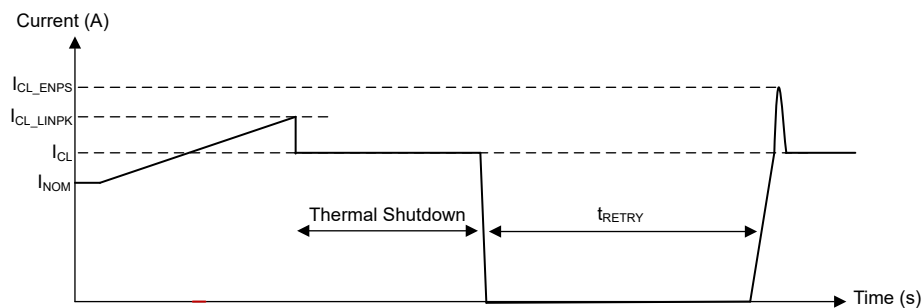 Current (A)
I_CL_ENPS
I_CL_LINPK
I_CL
I_NOM
Thermal Shutdown
t_RETRY
Time (s)